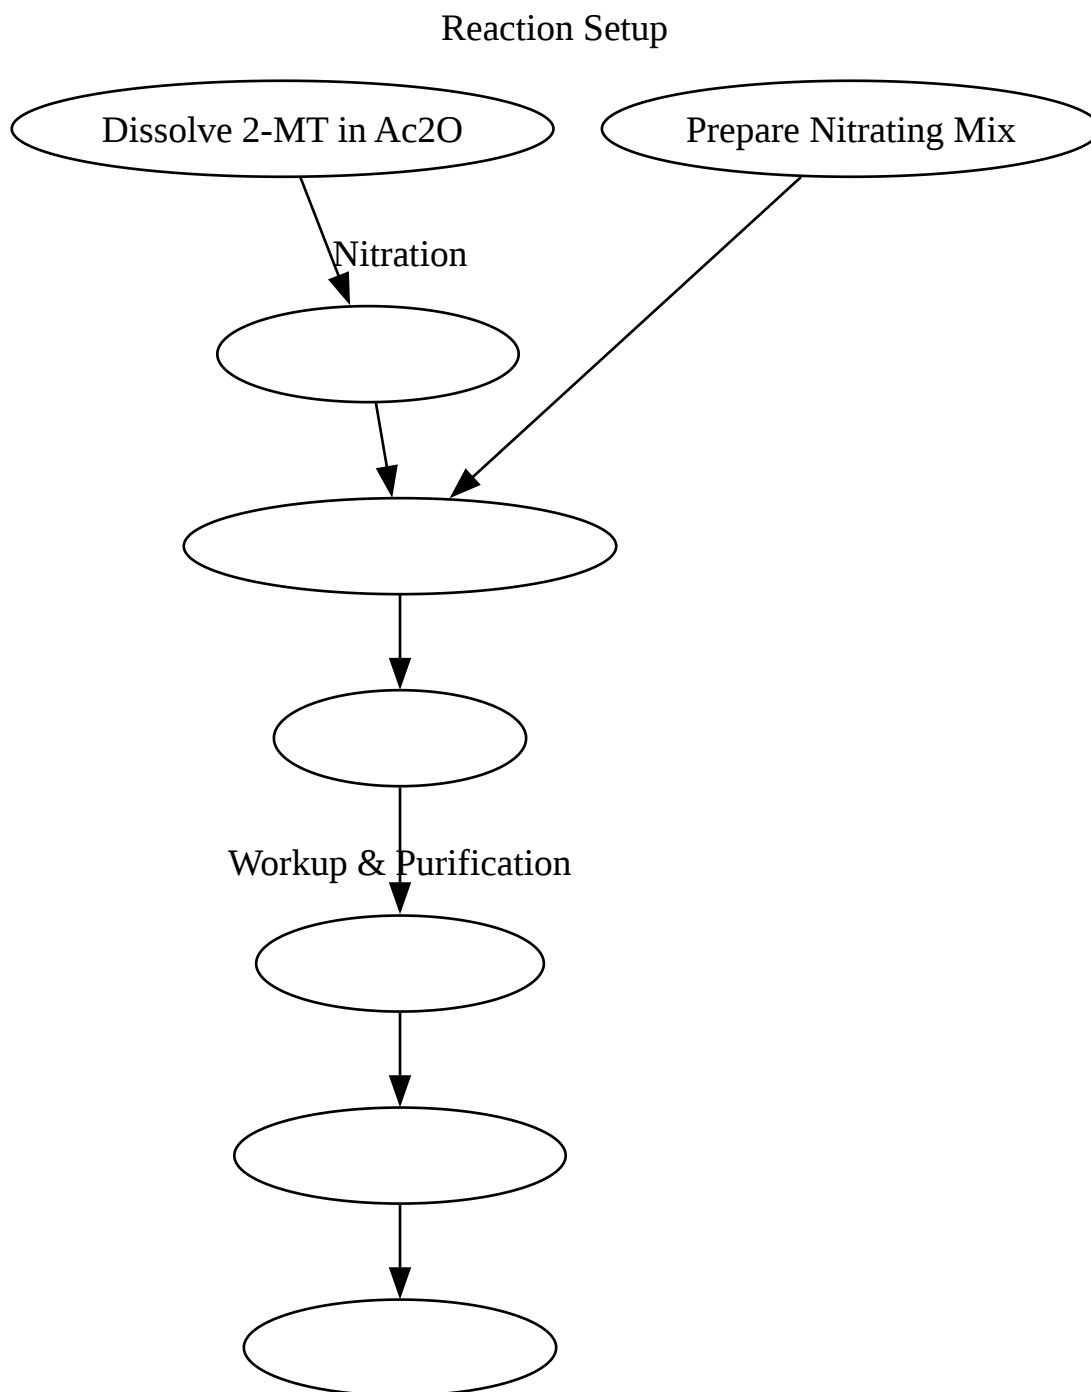 Reaction Setup
Dissolve 2-MT in Ac2O
Prepare Nitrating Mix
Nitration
Workup & Purification